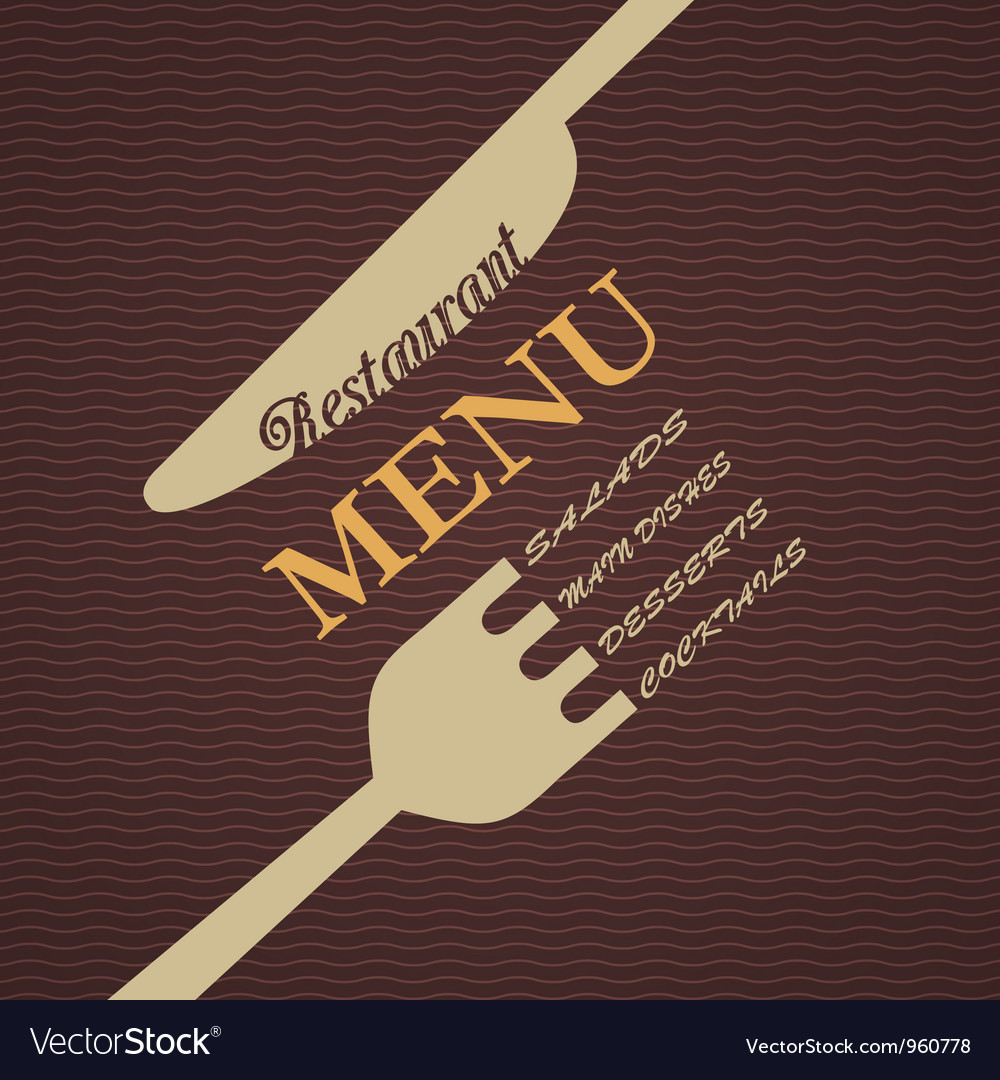 Restaurant
MENU
SALADS
MAIN DISHES
DESSERTS
COCKTAILS
VectorStock®
VectorStock.com/960778